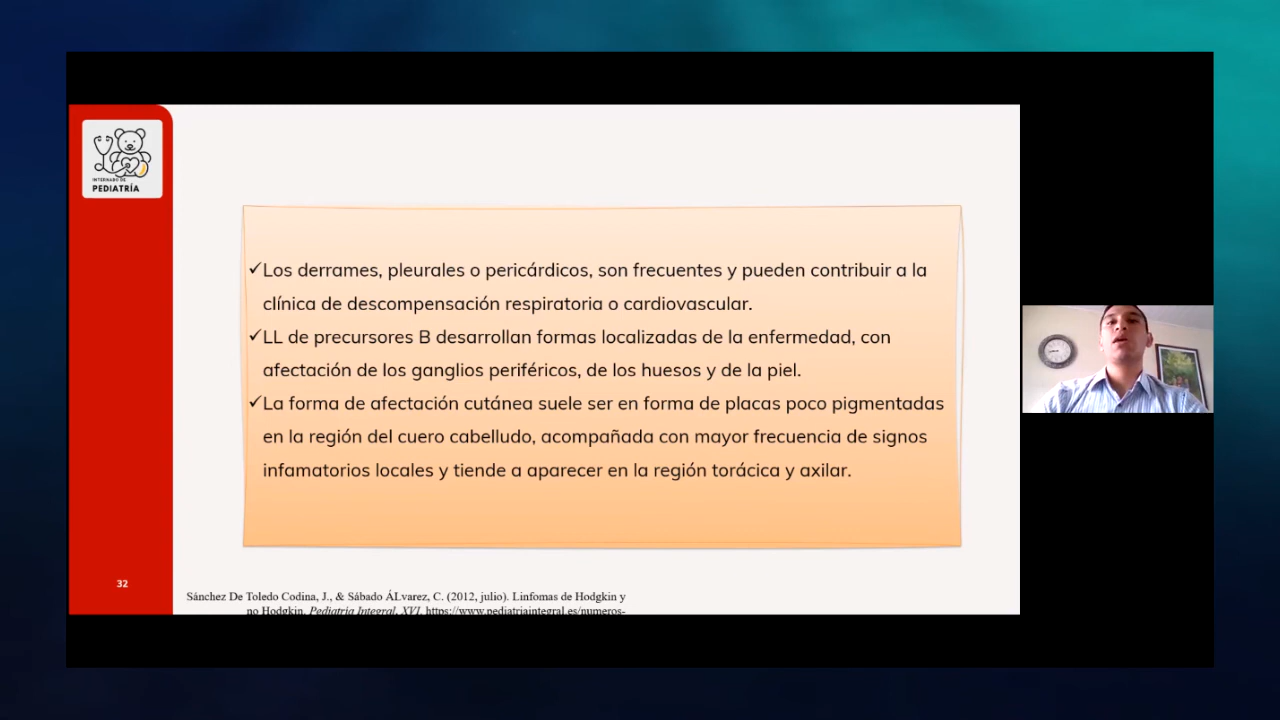 INTERNADO DE
PEDIATRÍA
✓Los derrames, pleurales o pericárdicos, son frecuentes y pueden contribuir a la
clínica de descompensación respiratoria o cardiovascular.
✓LL de precursores B desarrollan formas localizadas de la enfermedad, con
afectación de los ganglios periféricos, de los huesos y de la piel.
✓La forma de afectación cutánea suele ser en forma de placas poco pigmentadas
en la región del cuero cabelludo, acompañada con mayor frecuencia de signos
infamatorios locales y tiende a aparecer en la región torácica y axilar.
32
Sánchez De Toledo Codina, J., & Sábado ÁLvarez, C. (2012, julio). Linfomas de Hodgkin y
no Hodgkin. Pediatria Integral, XVI. https://www.pediatriaintegral.es/numeros-